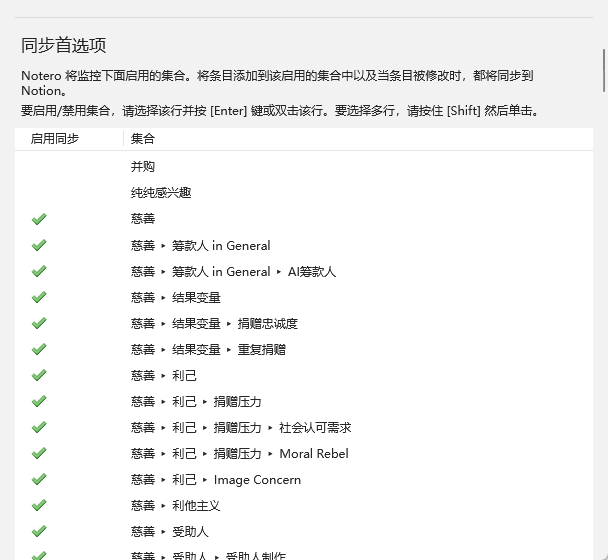 同步首选项
Notero 将监控下面启用的集合。将条目添加到该启用的集合中以及当条目被修改时，都将同步到
Notion。
要启用/禁用集合，请选择该行并按 [Enter] 键或双击该行。要选择多行，请按住 [Shift] 然后单击。
启用同步 集合
并购
纯纯感兴趣
慈善
慈善 ▸ 筹款人 in General
慈善 ▸ 筹款人 in General ▸ AI筹款人
慈善 ▸ 结果变量
慈善 ▸ 结果变量 ▸ 捐赠忠诚度
慈善 ▸ 结果变量 ▸ 重复捐赠
慈善 ▸ 利己
慈善 ▸ 利己 ▸ 捐赠压力
慈善 ▸ 利己 ▸ 捐赠压力 ▸ 社会认可需求
慈善 ▸ 利己 ▸ 捐赠压力 ▸ Moral Rebel
慈善 ▸ 利己 ▸ Image Concern
慈善 ▸ 利他主义
慈善 ▸ 受助人
慈善 ▸ 受助人 ▸ 受助人制作